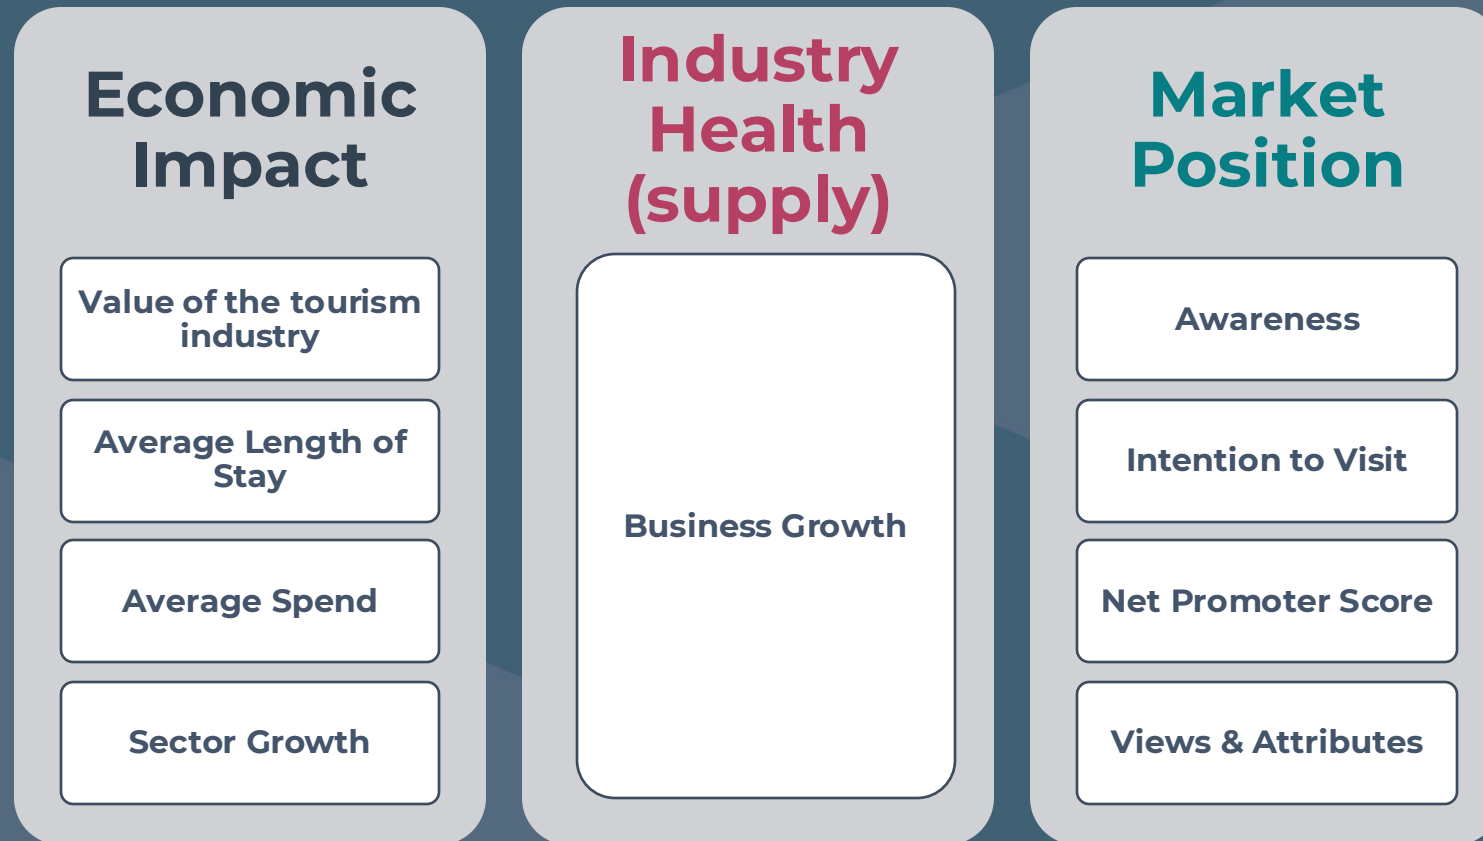 Economic
Impact
Value of the tourism
industry
Average Length of
Stay
Average Spend
Sector Growth
Industry
Health
(supply)
Business Growth
Market
Position
Awareness
Intention to Visit
Net Promoter Score
Views & Attributes